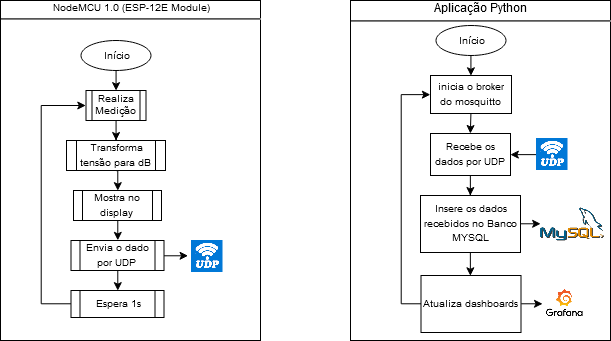 NodeMCU 1.0 (ESP-12E Module)
Início
Realiza
Medição
Transforma
tensão para dB
Mostra no
display
Envia o dado
por UDP
UDP
Espera 1s
Aplicação Python
Início
inicia o broker
do mosquitto
Recebe os
dados por UDP
UDP
Insere os dados
recebidos no Banco
MYSQL
MySQL
Atualiza dashboards
Grafana